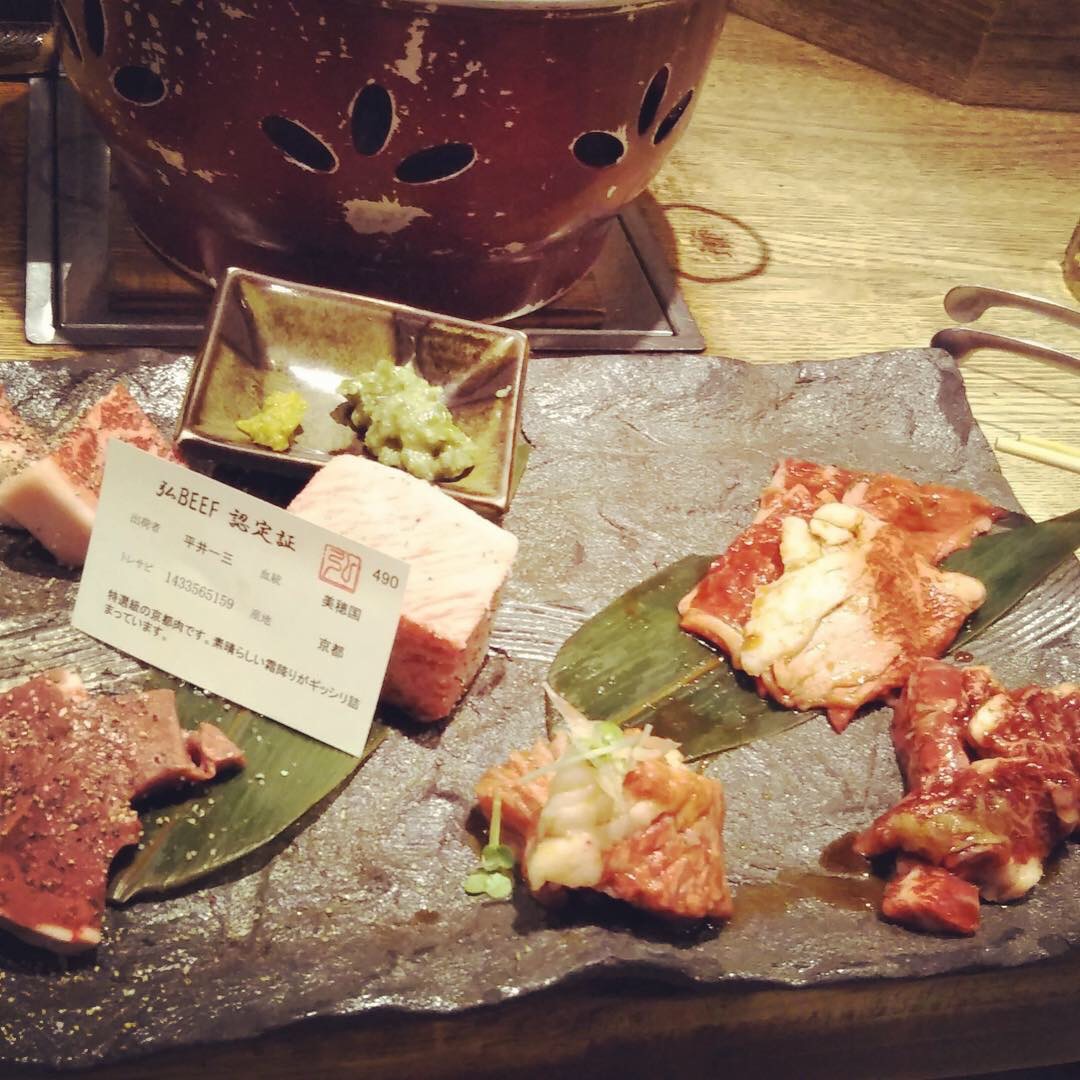 弘BEEF 認定証
出荷者 平井一三 血統 美穂国 490
トレサビ 1433565159 産地 京都
特選級の京都肉です。素晴らしい霜降りがギッシリ詰
まっています。